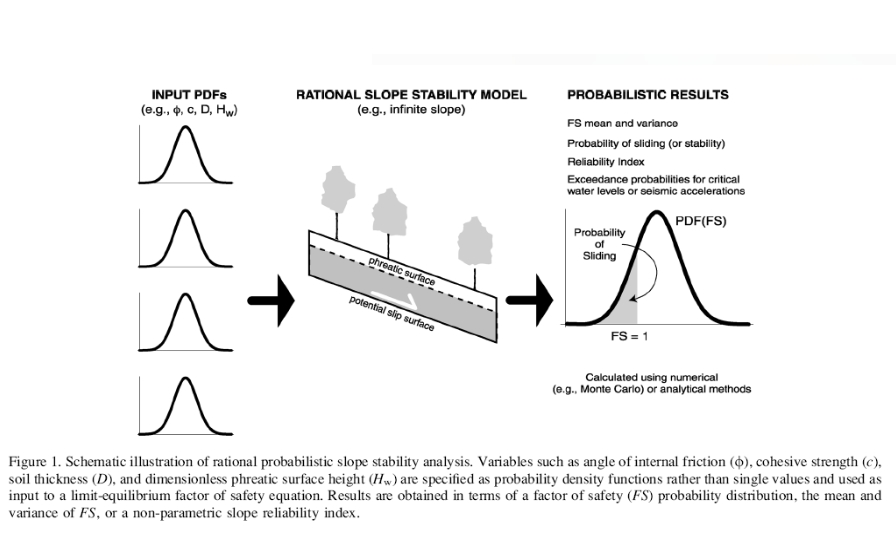 INPUT PDFs
(e.g., ϕ, c, D, Hw)
RATIONAL SLOPE STABILITY MODEL
(e.g., infinite slope)
phreatic surface
potential slip surface
PROBABILISTIC RESULTS
FS mean and variance
Probability of sliding (or stability)
Reliability Index
Exceedance probabilities for critical
water levels or seismic accelerations
PDF(FS)
Probability
of
Sliding
FS = 1
Calculated using numerical
(e.g., Monte Carlo) or analytical methods
Figure 1. Schematic illustration of rational probabilistic slope stability analysis. Variables such as angle of internal friction (ϕ), cohesive strength (c),
soil thickness (D), and dimensionless phreatic surface height (Hw) are specified as probability density functions rather than single values and used as
input to a limit-equilibrium factor of safety equation. Results are obtained in terms of a factor of safety (FS) probability distribution, the mean and
variance of FS, or a non-parametric slope reliability index.